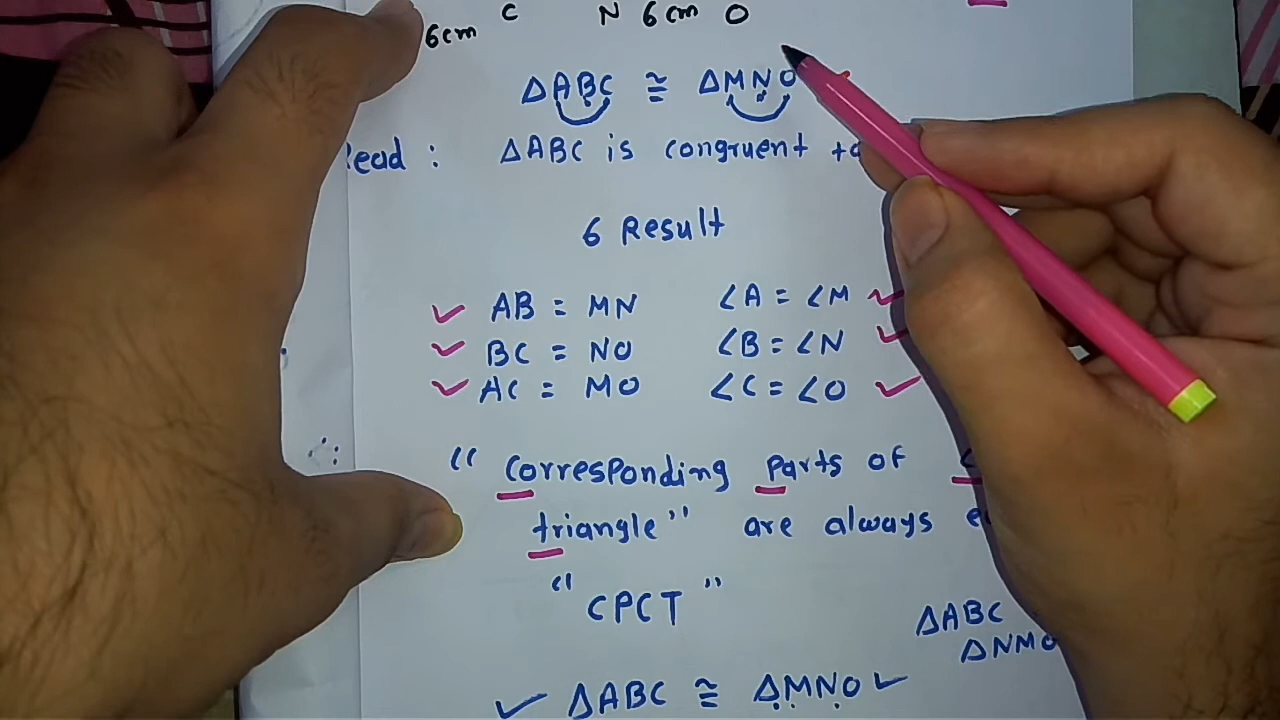 6cm C N 6cm O
ΔABC ≅ ΔMNO
Read : ΔABC is congruent to
6 Result
AB = MN ∠A = ∠M
BC = NO ∠B = ∠N
AC = MO ∠C = ∠O
"Corresponding parts of
triangle" are always
"CPCT"
ΔABC
ΔNMO
ΔABC ≅ ΔMNO